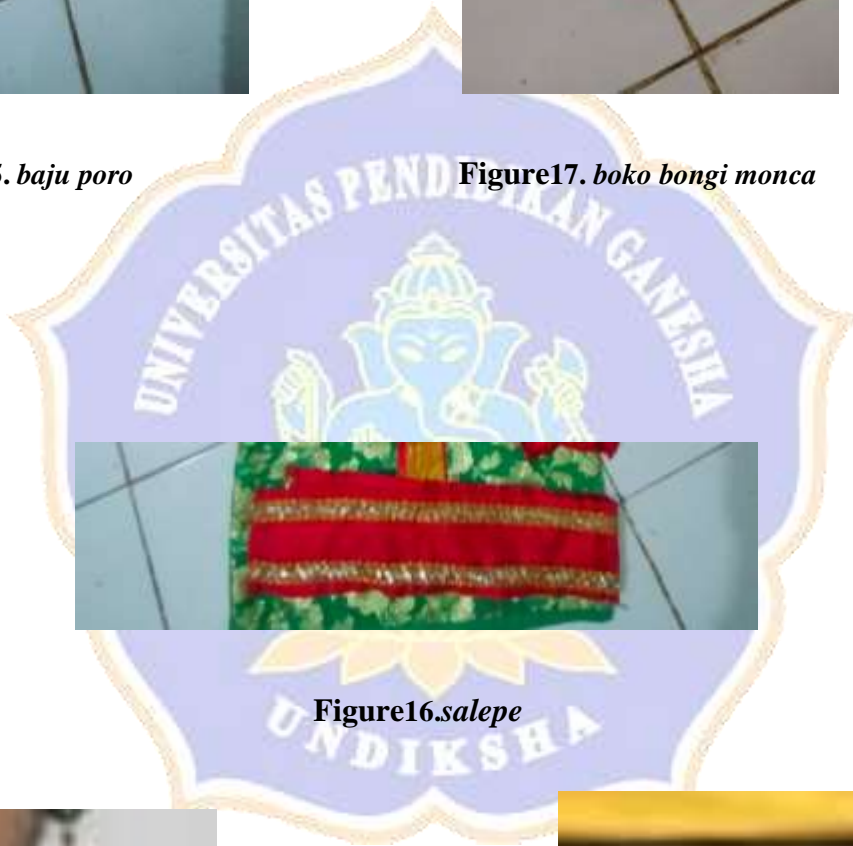 . baju poro
Figure17. boko bongi monca
UNIVERSITAS PENDIDIKAN GANESHA
Figure16.salepe
UNDIKSHA